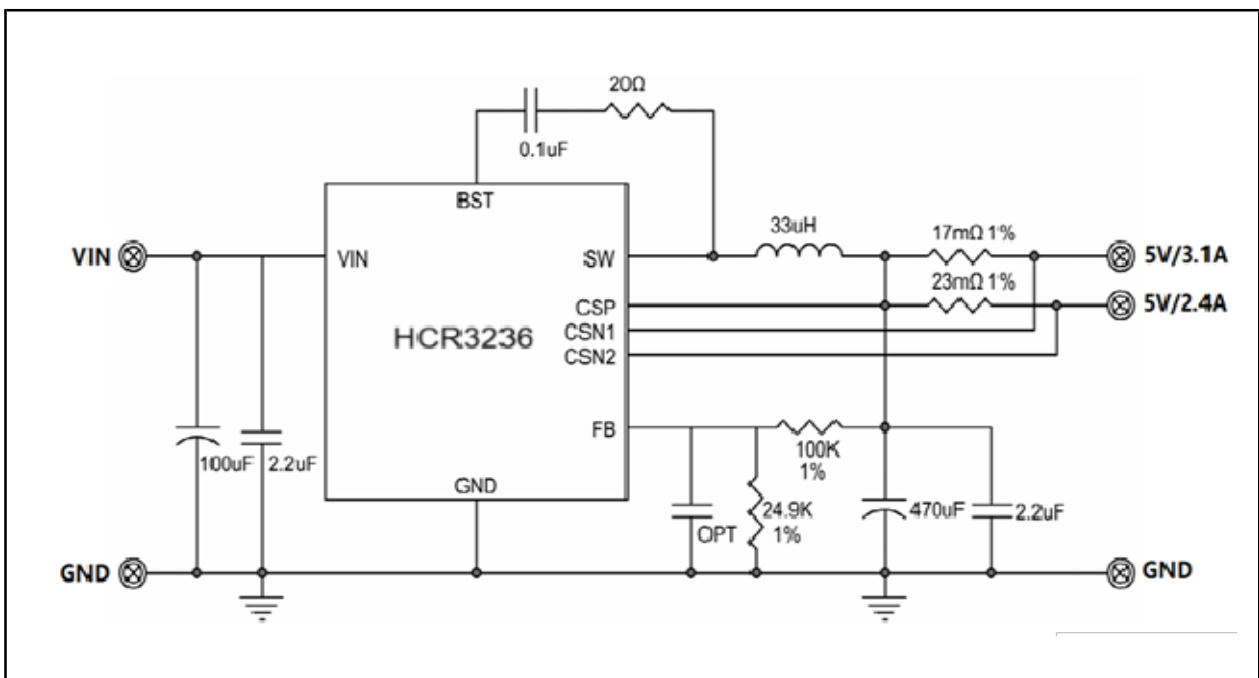 20Ω
0.1uF
BST
33uH
17mΩ 1%
VIN
VIN
SW
5V/3.1A
23mΩ 1%
CSP
5V/2.4A
HCR3236
CSN1
CSN2
FB
100K
1%
100uF
2.2uF
GND
OPT
24.9K
1%
470uF
2.2uF
GND
GND